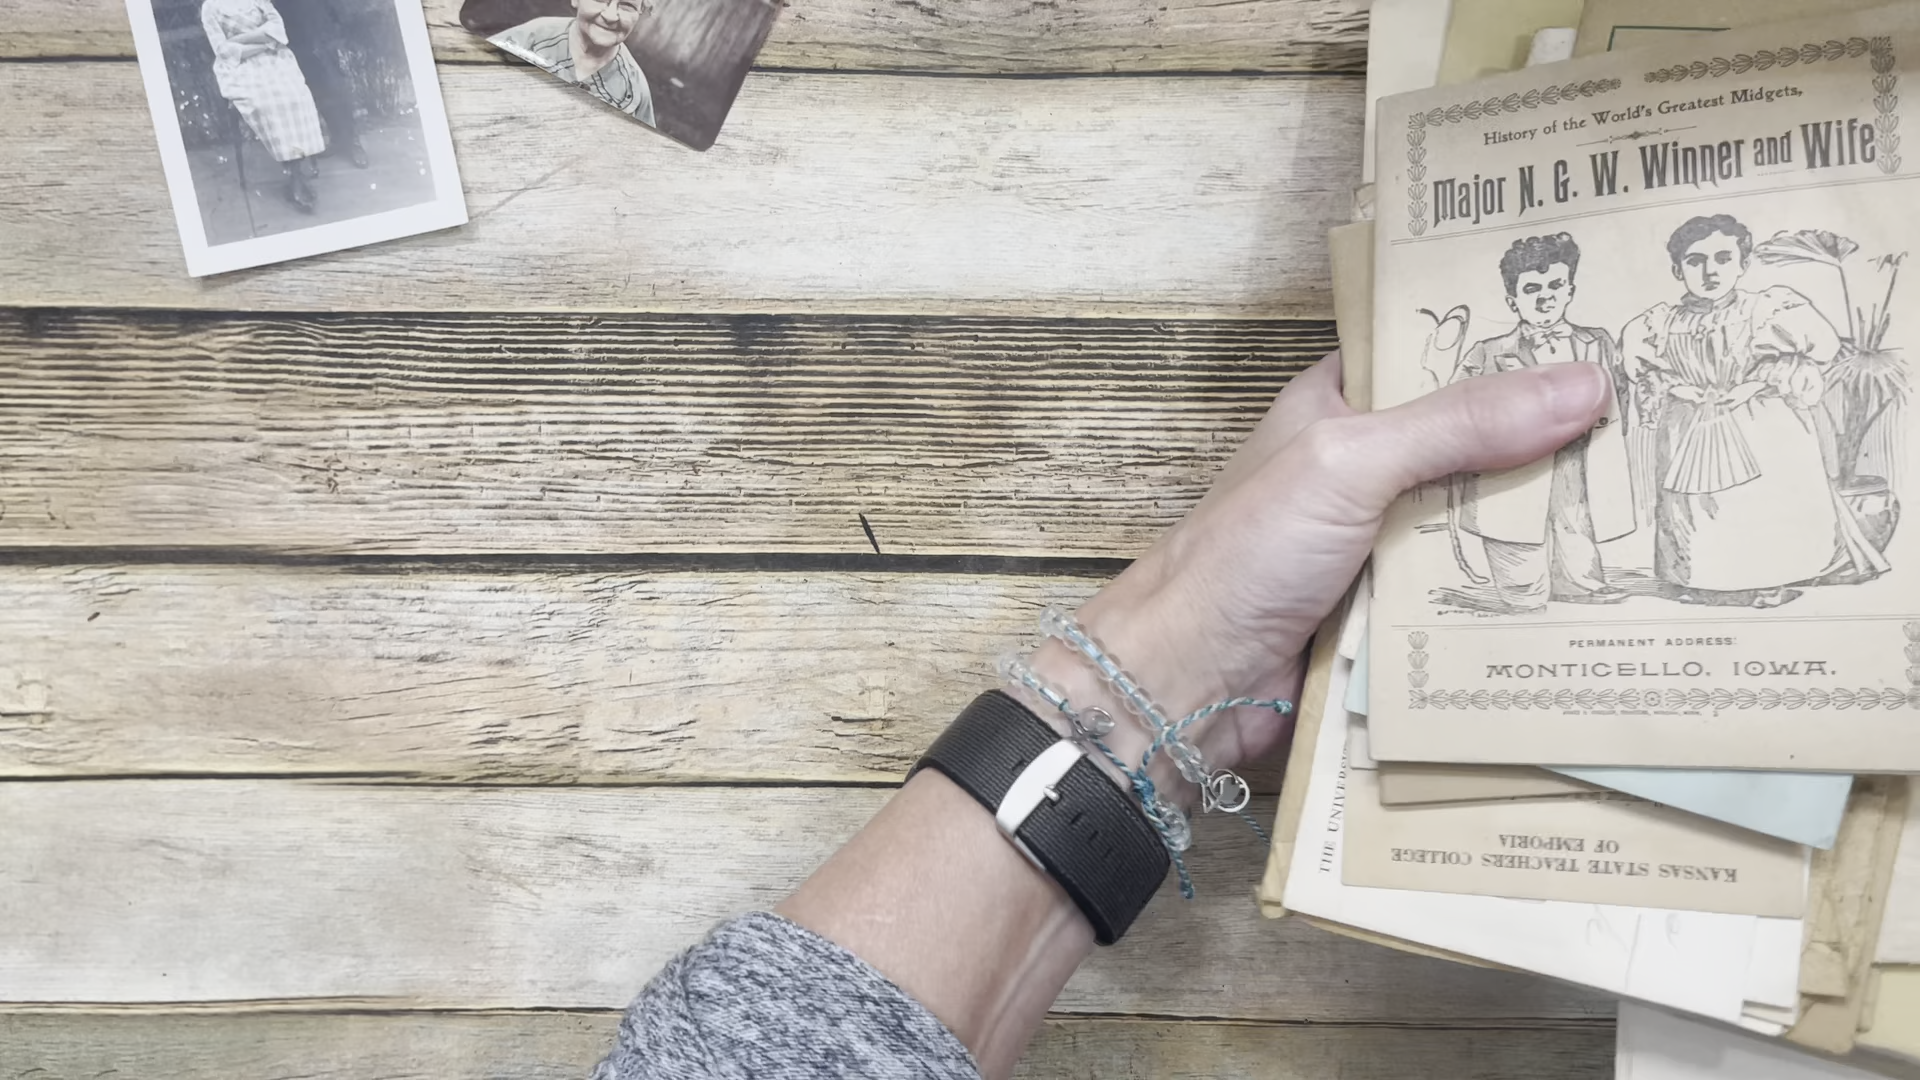 History of the World's Greatest Midgets,
Major N. G. W. Winner and Wife
PERMANENT ADDRESS:
MONTICELLO, IOWA.
THE UNIVERS
KANSAS STATE TEACHERS COLLEGE
OF EMPORIA